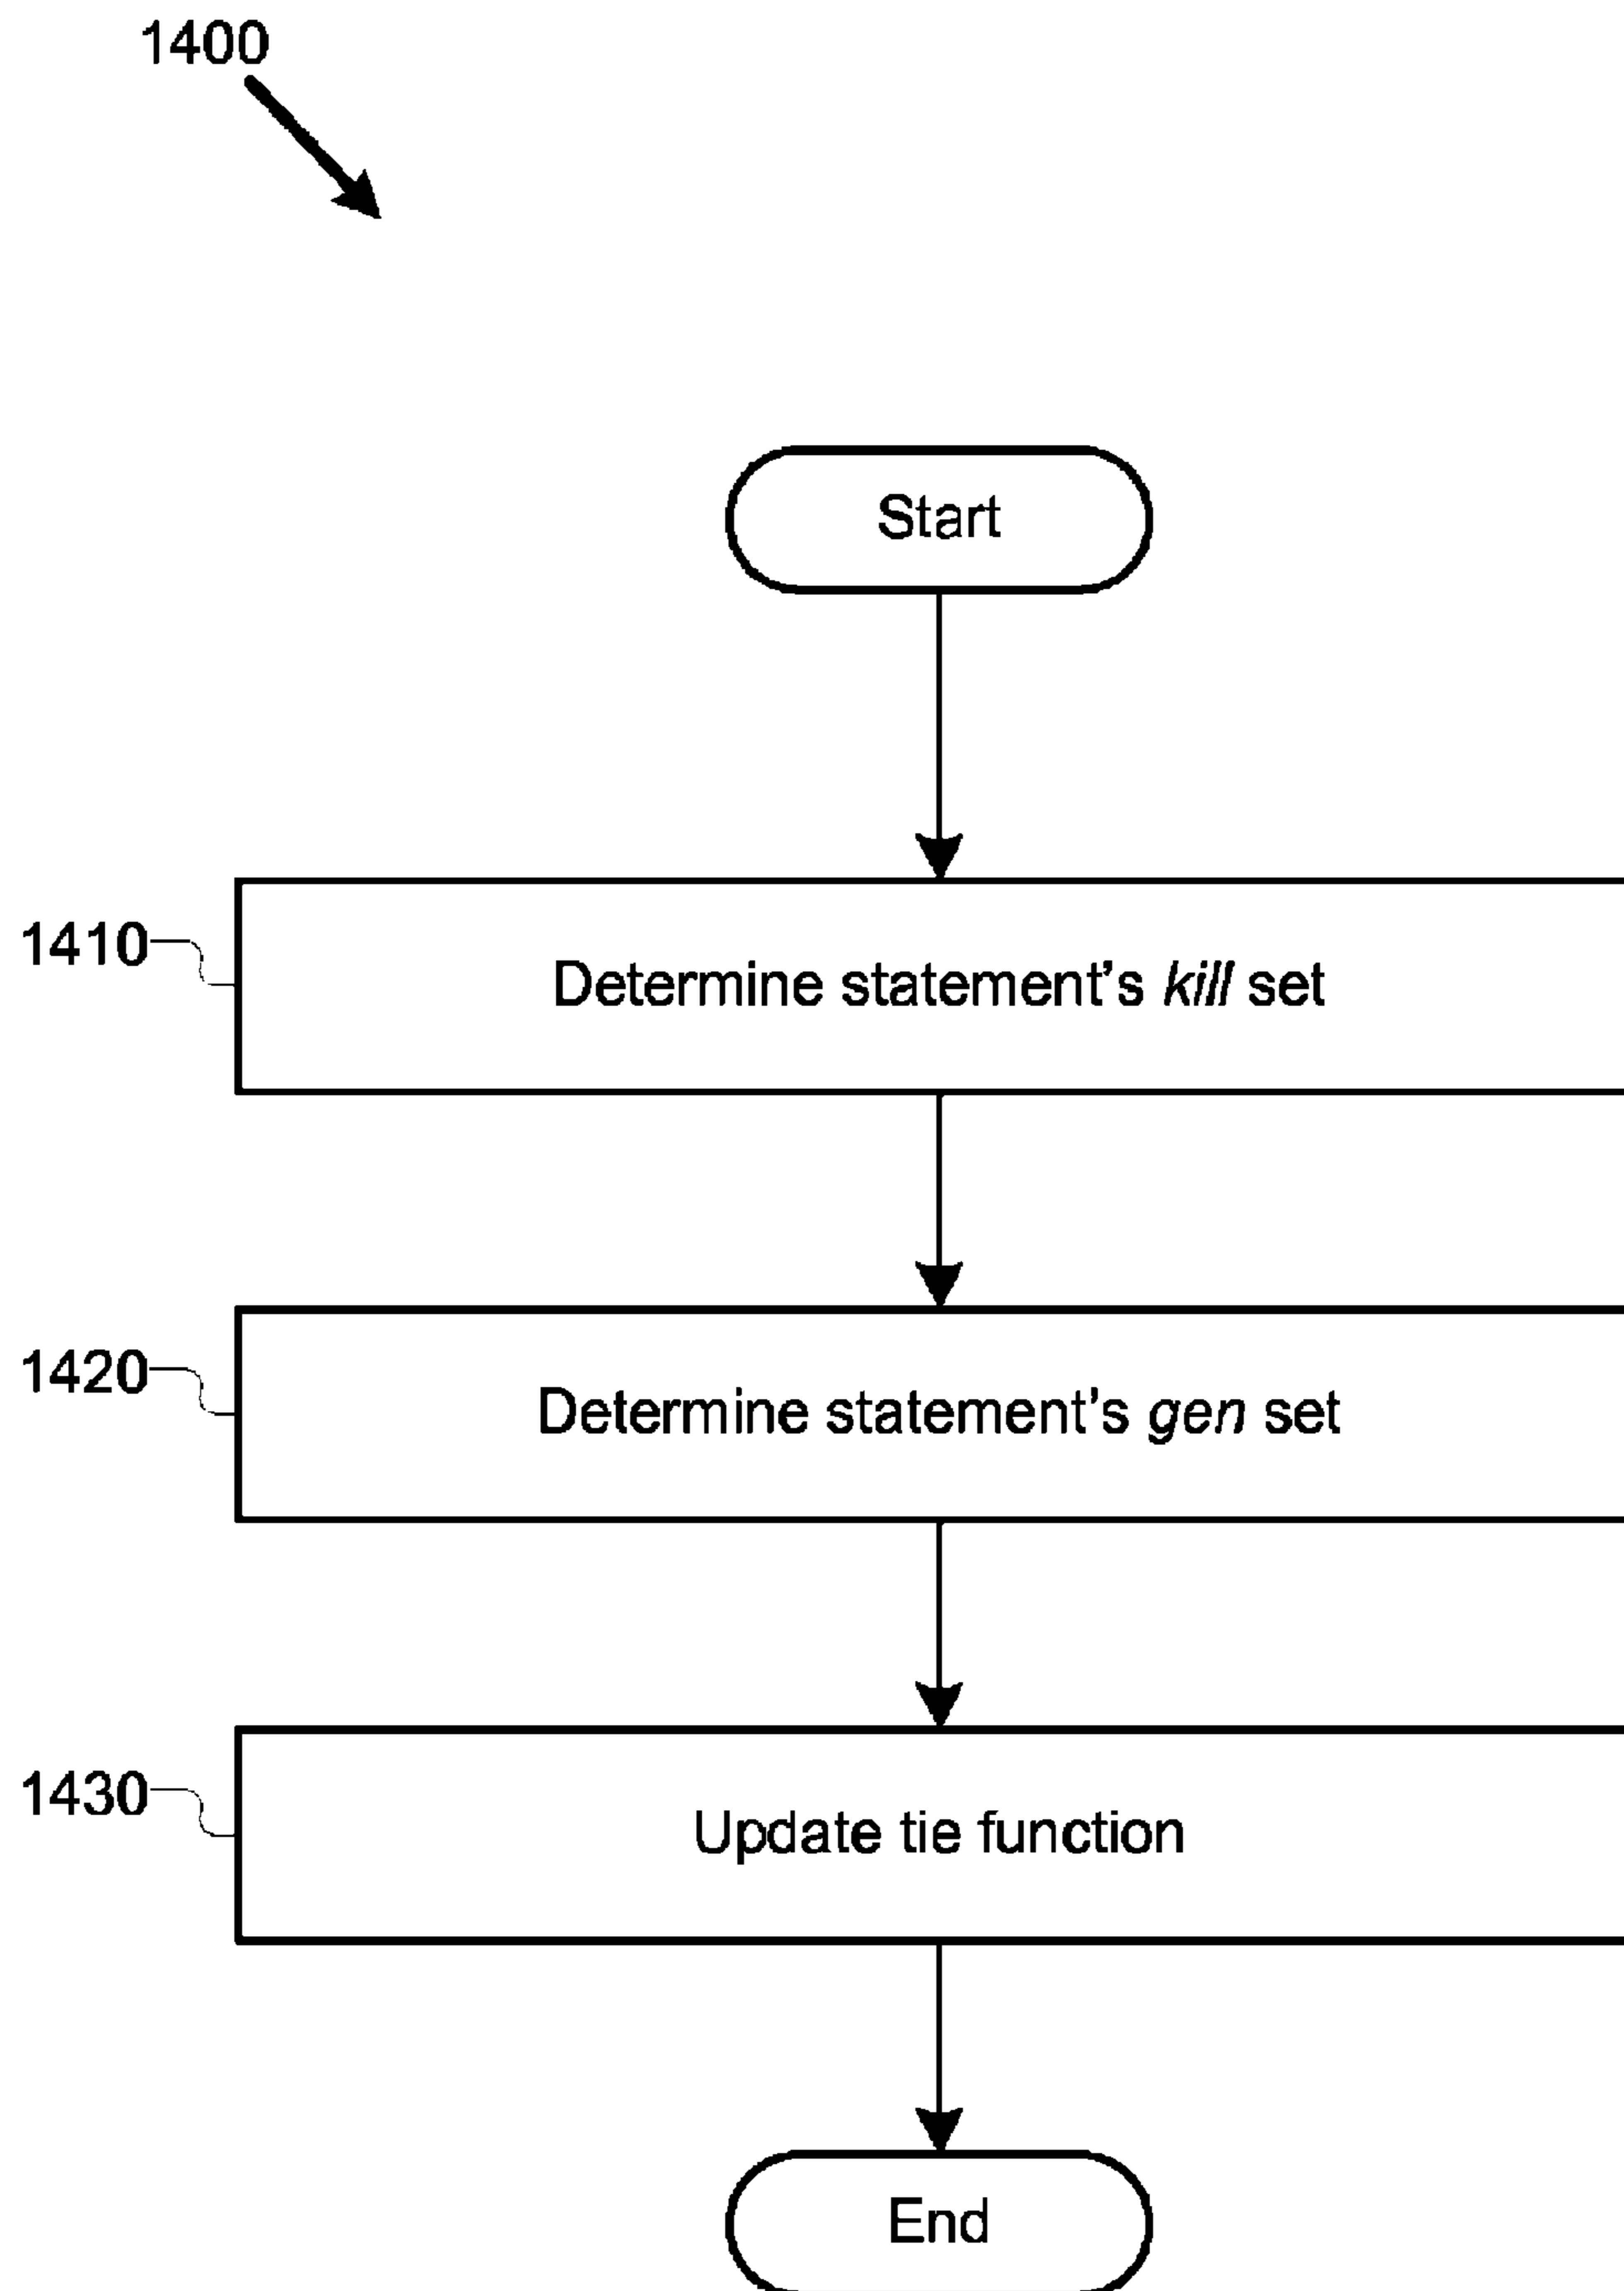 1400
Start
1410
Determine statement's kill set
1420
Determine statement's gen set
1430
Update tie function
End